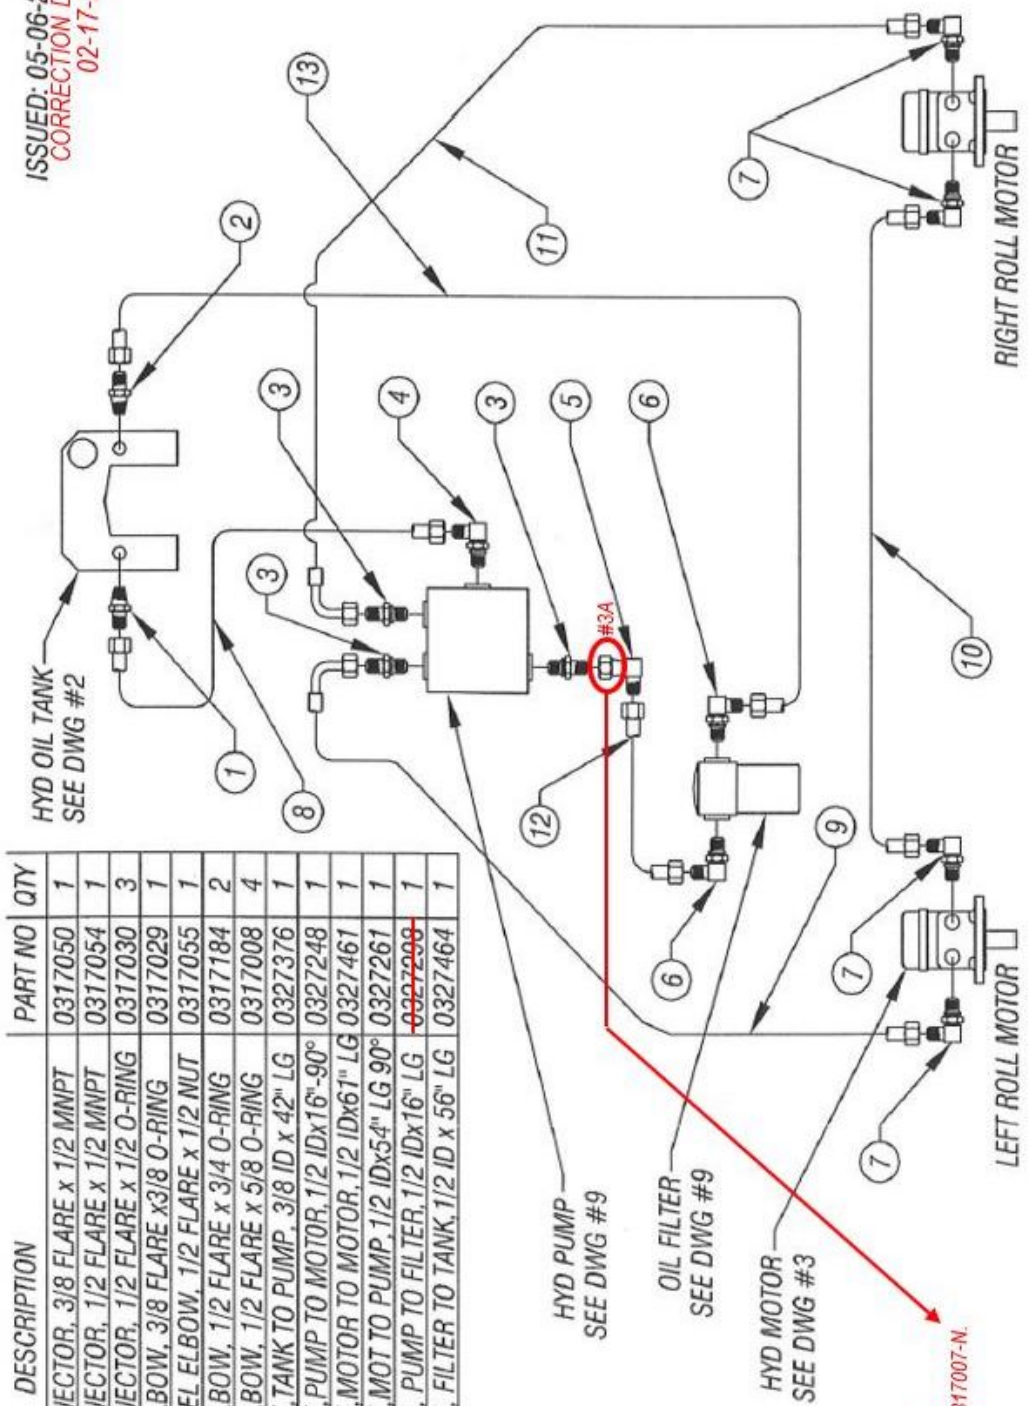 ISSUED: 05-06-2
CORRECTION D
02-17-
DESCRIPTION PART NO QTY
NECTOR, 3/8 FLARE x 1/2 MNPT 0317050 1
NECTOR, 1/2 FLARE x 1/2 MNPT 0317054 1
NECTOR, 1/2 FLARE x 1/2 O-RING 0317030 3
BOW, 3/8 FLARE x3/8 O-RING 0317029 1
EL ELBOW, 1/2 FLARE x 1/2 NUT 0317055 1
BOW, 1/2 FLARE x 3/4 O-RING 0317184 2
BOW, 1/2 FLARE x 5/8 O-RING 0317008 4
TANK TO PUMP, 3/8 ID x 42" LG 0327376 1
PUMP TO MOTOR, 1/2 IDx16"-90° 0327248 1
MOTOR TO MOTOR, 1/2 IDx61" LG 0327461 1
MOT TO PUMP, 1/2 IDx54" LG 90° 0327261 1
, PUMP TO FILTER, 1/2 IDx16" LG 1
, FILTER TO TANK, 1/2 ID x 56" LG 0327464 1
HYD OIL TANK
SEE DWG #2
13
2
11
7
3
4
3
3
5
6
#3A
1
8
12
6
10
9
7
7
RIGHT ROLL MOTOR
LEFT ROLL MOTOR
HYD PUMP
SEE DWG #9
OIL FILTER
SEE DWG #9
HYD MOTOR
SEE DWG #3
317007-N.